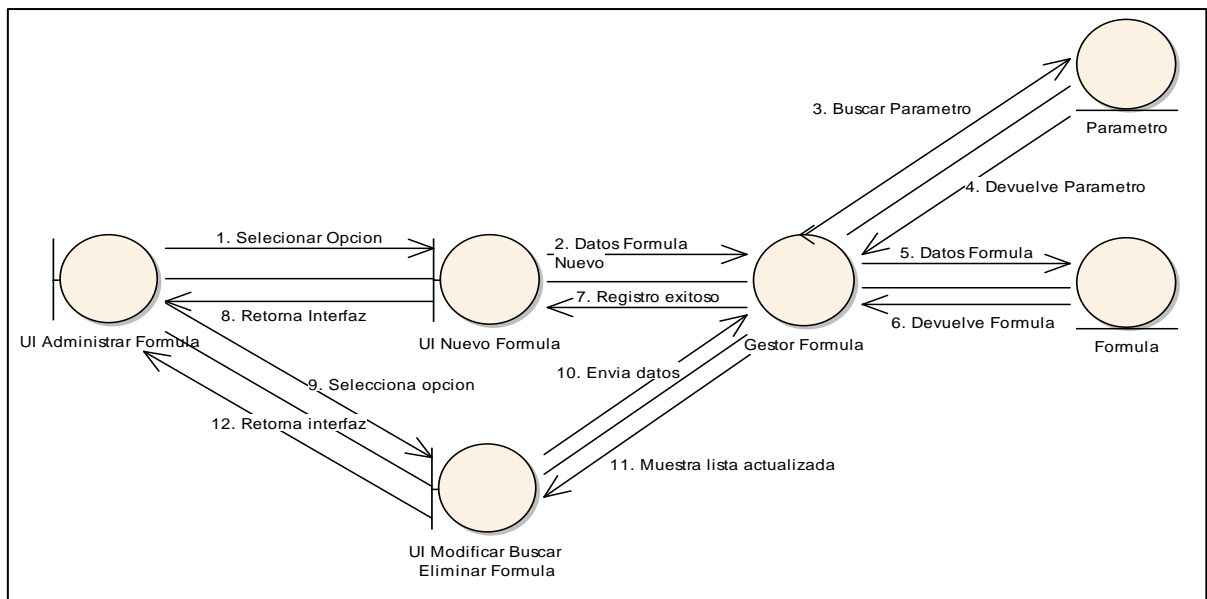 3. Buscar Parametro
Parametro
4. Devuelve Parametro
1. Selecionar Opcion
2. Datos Formula
Nuevo
5. Datos Formula
7. Registro exitoso
8. Retorna Interfaz
6. Devuelve Formula
UI Administrar Formula
UI Nuevo Formula
Gestor Formula
Formula
10. Envia datos
9. Selecciona opcion
12. Retorna interfaz
11. Muestra lista actualizada
UI Modificar Buscar
Eliminar Formula